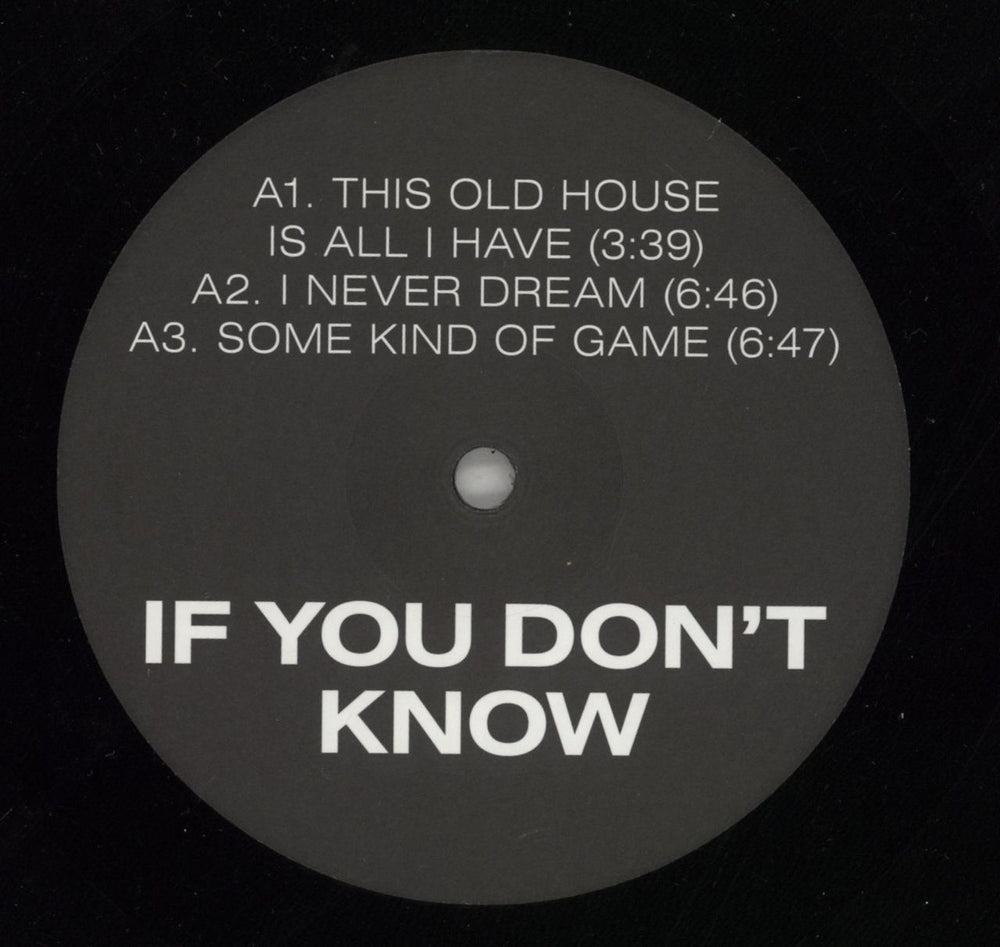 A1. THIS OLD HOUSE
IS ALL I HAVE (3:39)
A2. I NEVER DREAM (6:46)
A3. SOME KIND OF GAME (6:47)
IF YOU DON'T
KNOW